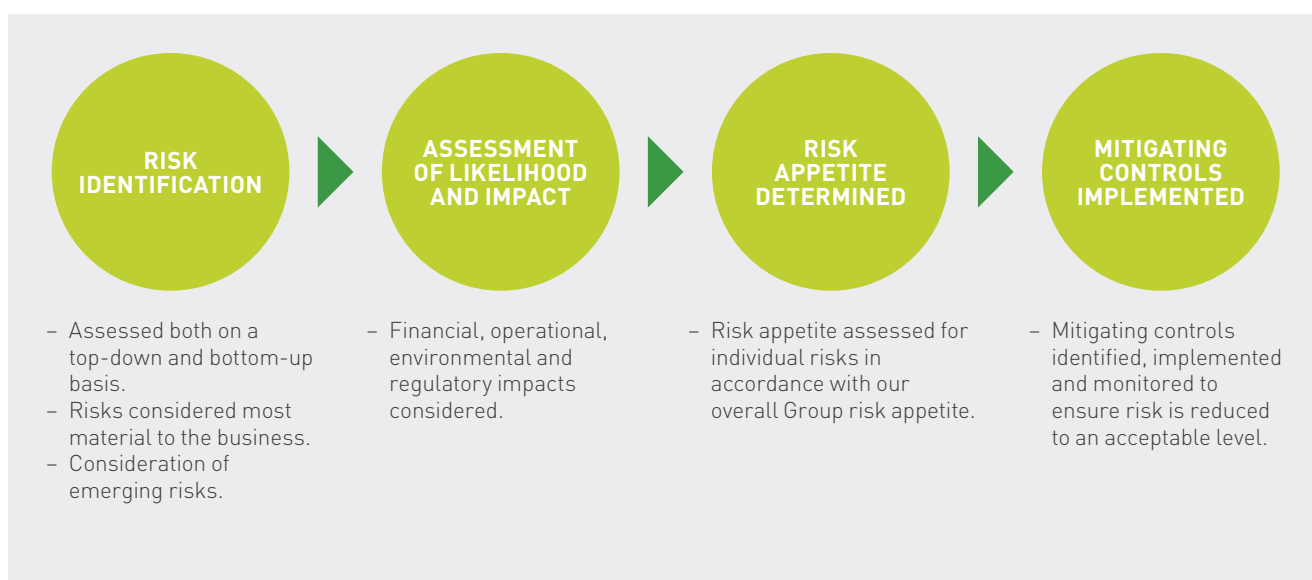 RISK
IDENTIFICATION
ASSESSMENT
OF LIKELIHOOD
AND IMPACT
RISK
APPETITE
DETERMINED
MITIGATING
CONTROLS
IMPLEMENTED
– Assessed both on a
top-down and bottom-up
basis.
– Risks considered most
material to the business.
– Consideration of
emerging risks.
– Financial, operational,
environmental and
regulatory impacts
considered.
– Risk appetite assessed for
individual risks in
accordance with our
overall Group risk appetite.
– Mitigating controls
identified, implemented
and monitored to
ensure risk is reduced
to an acceptable level.